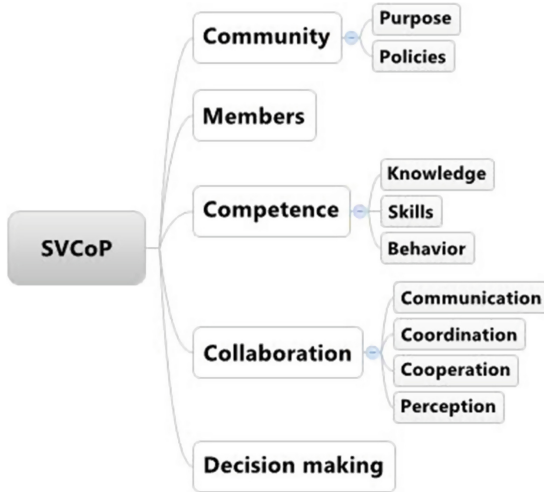 SVCoP
Community
Purpose
Policies
Members
Competence
Knowledge
Skills
Behavior
Collaboration
Communication
Coordination
Cooperation
Perception
Decision making